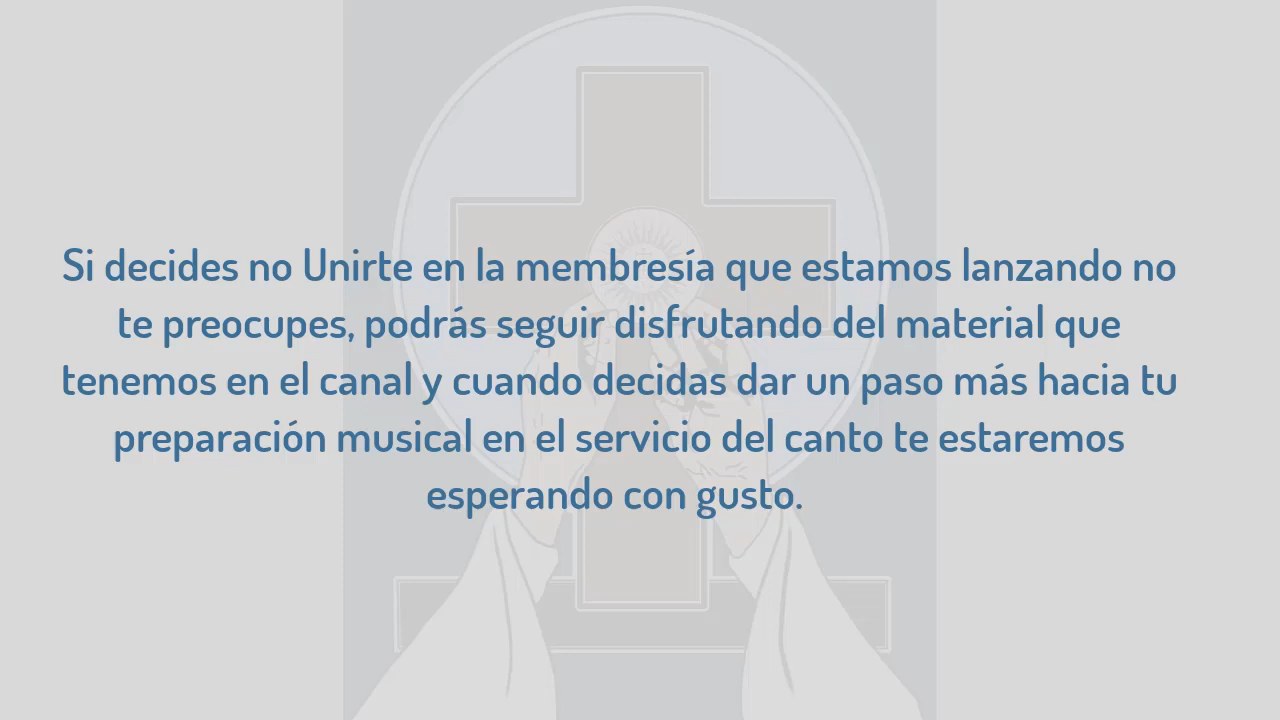 Si decides no Unirte en la membresía que estamos lanzando no
te preocupes, podrás seguir disfrutando del material que
tenemos en el canal y cuando decidas dar un paso más hacia tu
preparación musical en el servicio del canto te estaremos
esperando con gusto.